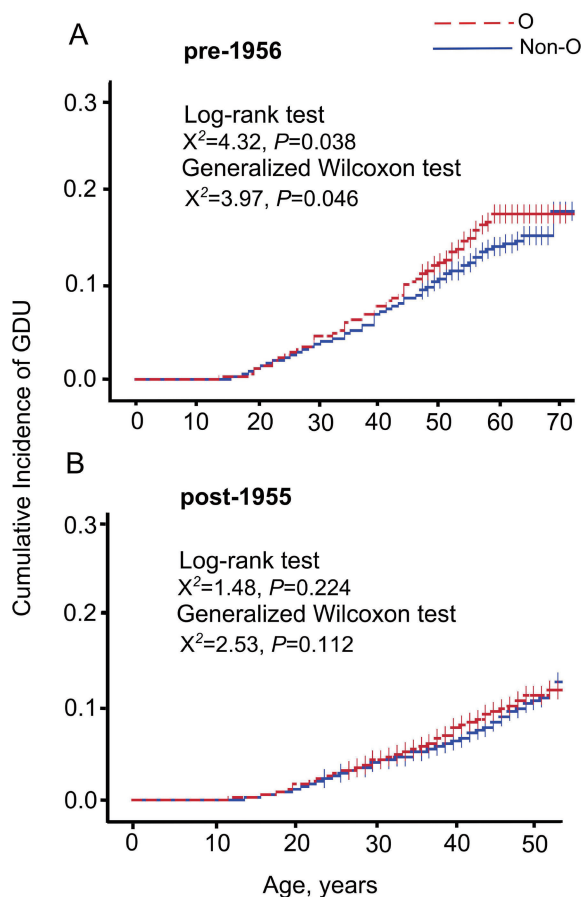 A
pre-1956
O
Non-O
0.3
Log-rank test
X²=4.32, P=0.038
Generalized Wilcoxon test
X²=3.97, P=0.046
0.2
0.1
0.0
0 10 20 30 40 50 60 70
Cumulative Incidence of GDU
B
post-1955
0.3
Log-rank test
X²=1.48, P=0.224
Generalized Wilcoxon test
X²=2.53, P=0.112
0.2
0.1
0.0
0 10 20 30 40 50
Age, years